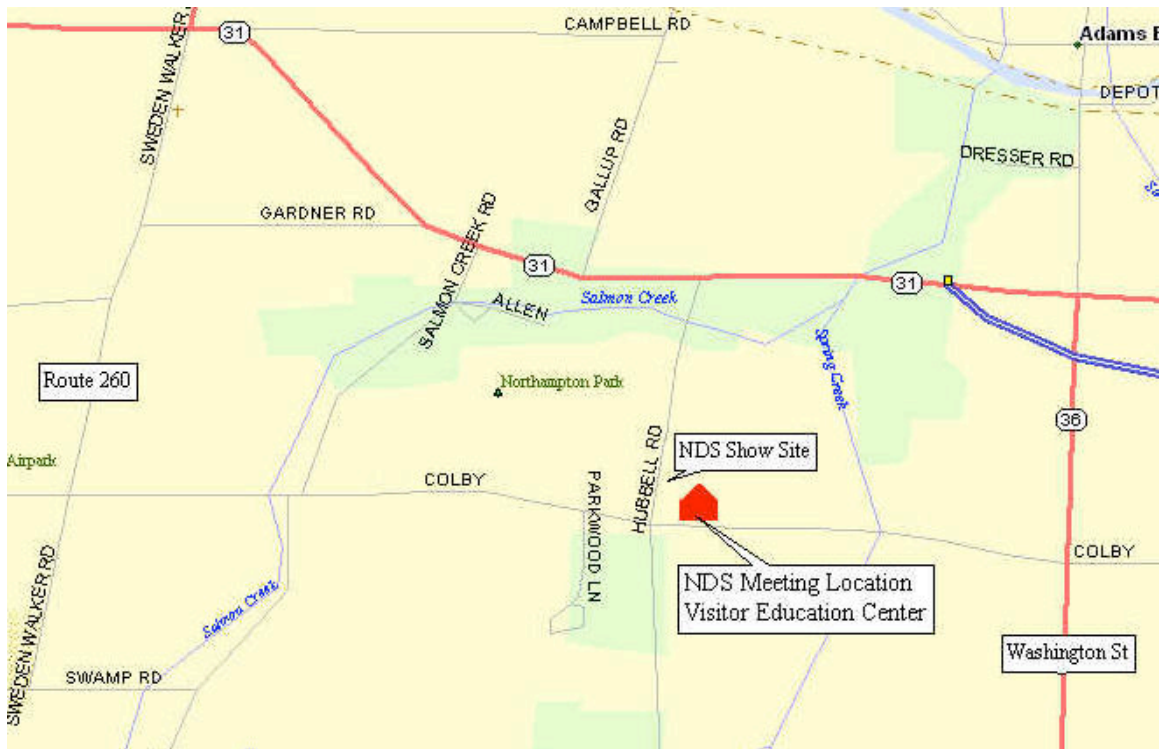 CAMPBELL RD
31
Adams B
SWEDEN WALKER
DEPOT
GALLUP RD
DRESSER RD
GARDNER RD
SALMON CREEK RD
31
31
ALLEN
Salmon Creek
Spring Creek
Route 260
Northampton Park
36
Airpark
NDS Show Site
HUBBELL RD
COLBY
PARKWOOD LN
COLBY
NDS Meeting Location
Visitor Education Center
Salmon Creek
SWEDEN WALKER RD
Washington St
SWAMP RD